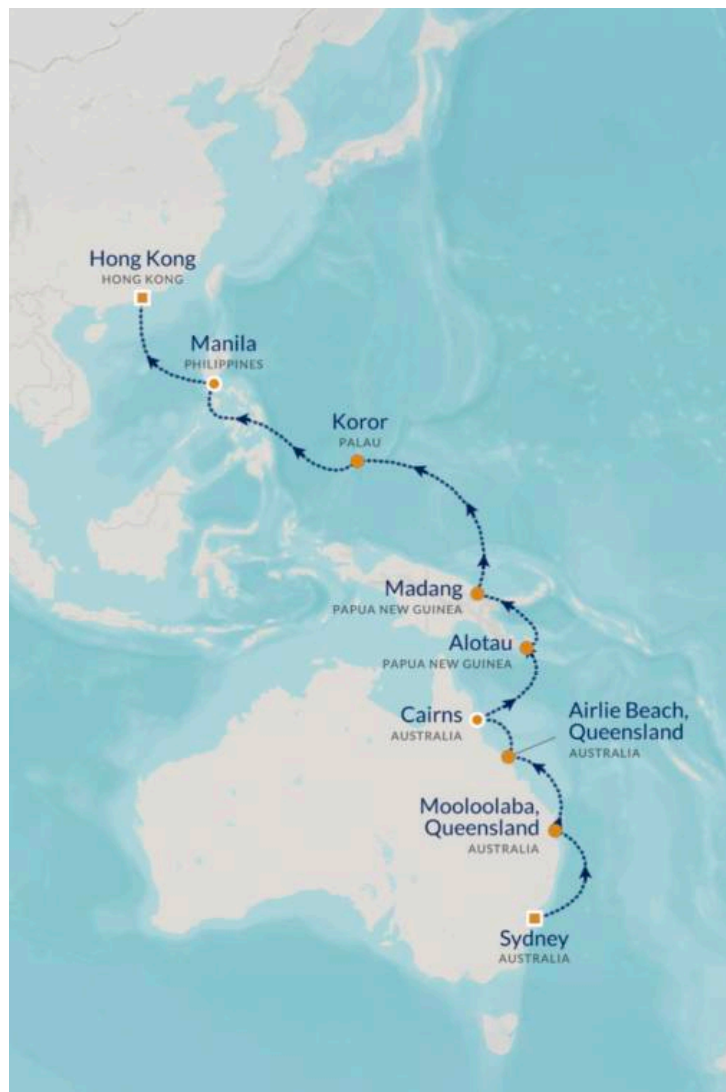 Hong Kong
HONG KONG
Manila
PHILIPPINES
Koror
PALAU
Madang
PAPUA NEW GUINEA
Alotau
PAPUA NEW GUINEA
Cairns
AUSTRALIA
Airlie Beach,
Queensland
AUSTRALIA
Mooloolaba,
Queensland
AUSTRALIA
Sydney
AUSTRALIA